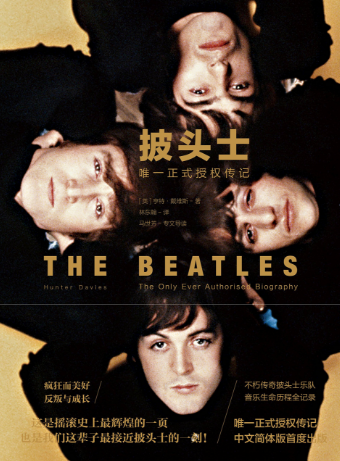 披头士
唯一正式授权传记
[英] 亨特·戴维斯·著
林东翰·译
马世芳·专文导读
THE BEATLES
Hunter Davies
The Only Ever Authorised Biography
疯狂而美好
反叛与成长
不朽传奇披头士乐队
音乐生命历程全记录
这是摇滚史上最辉煌的一页
也是我们这辈子最接近披头士的一刻!
唯一正式授权传记
中文简体版首度出版